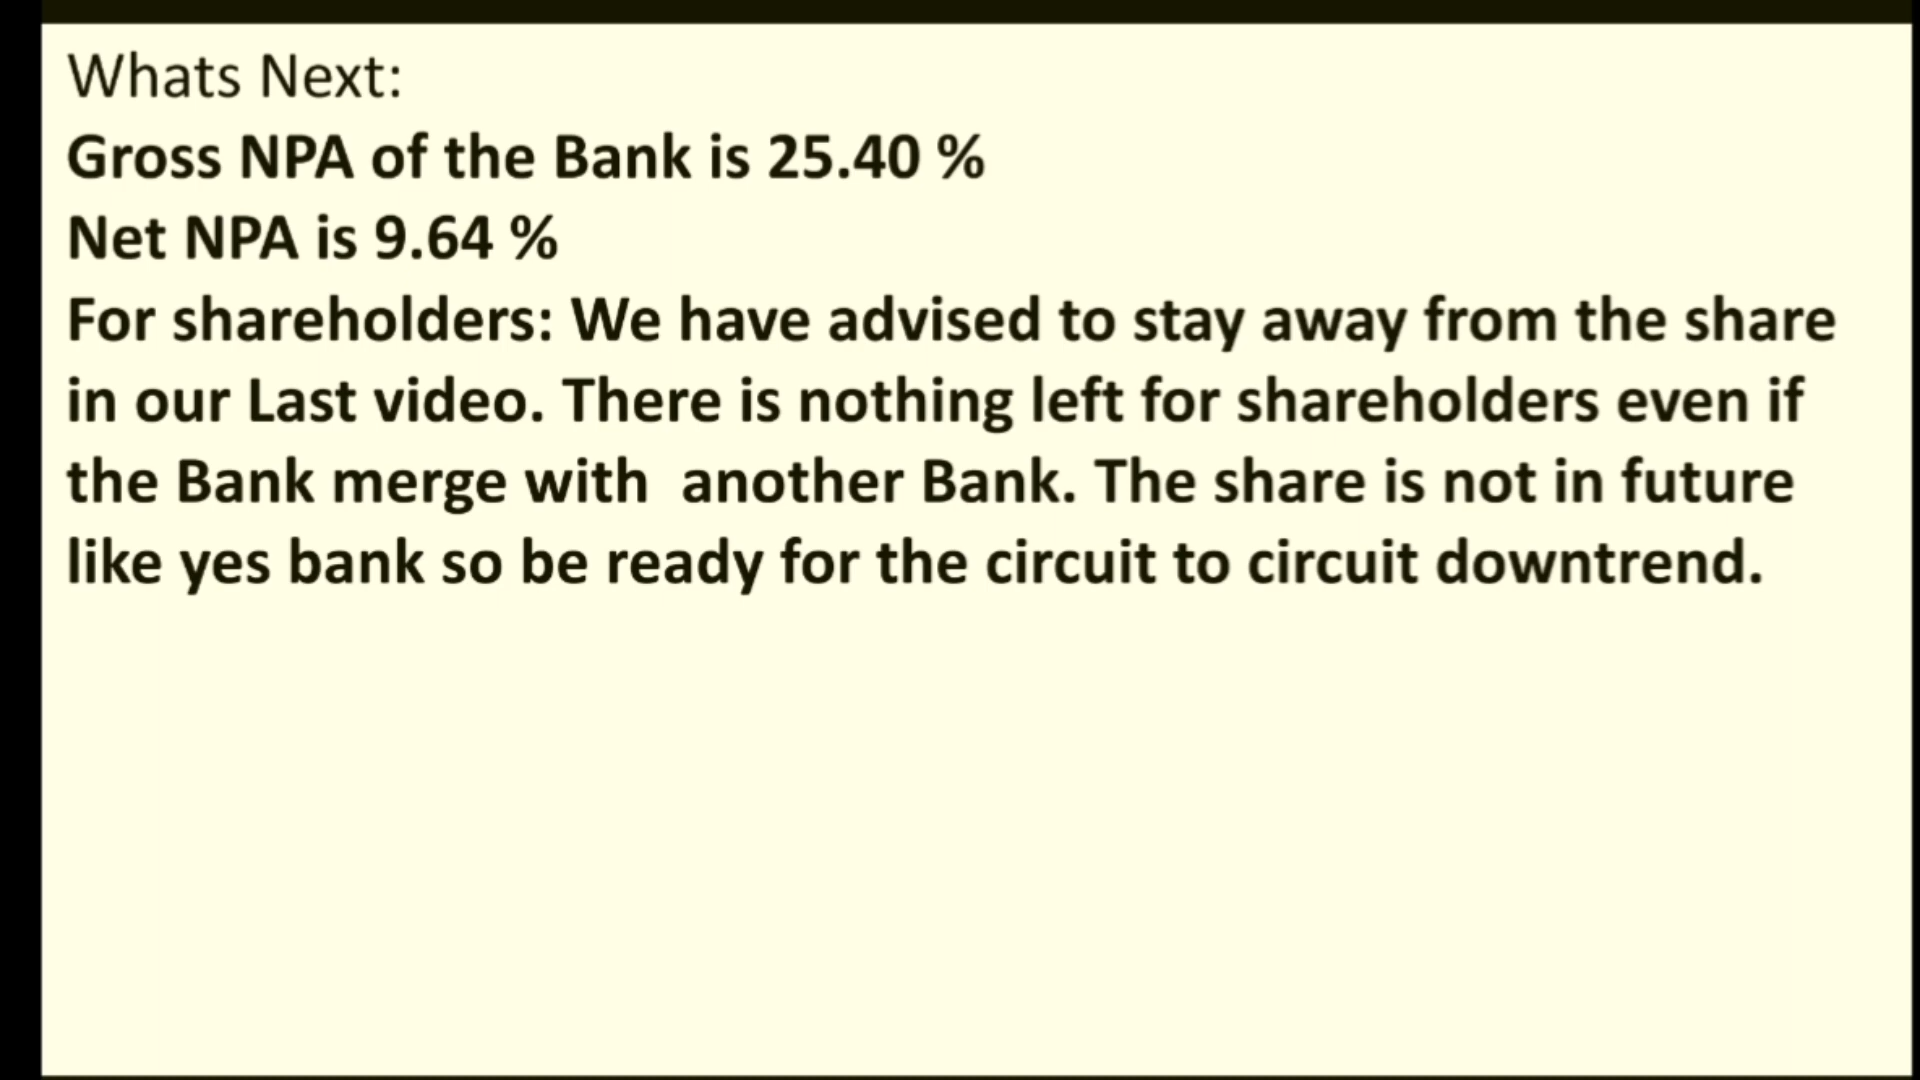 Whats Next:
Gross NPA of the Bank is 25.40 %
Net NPA is 9.64 %
For shareholders: We have advised to stay away from the share
in our Last video. There is nothing left for shareholders even if
the Bank merge with  another Bank. The share is not in future
like yes bank so be ready for the circuit to circuit downtrend.